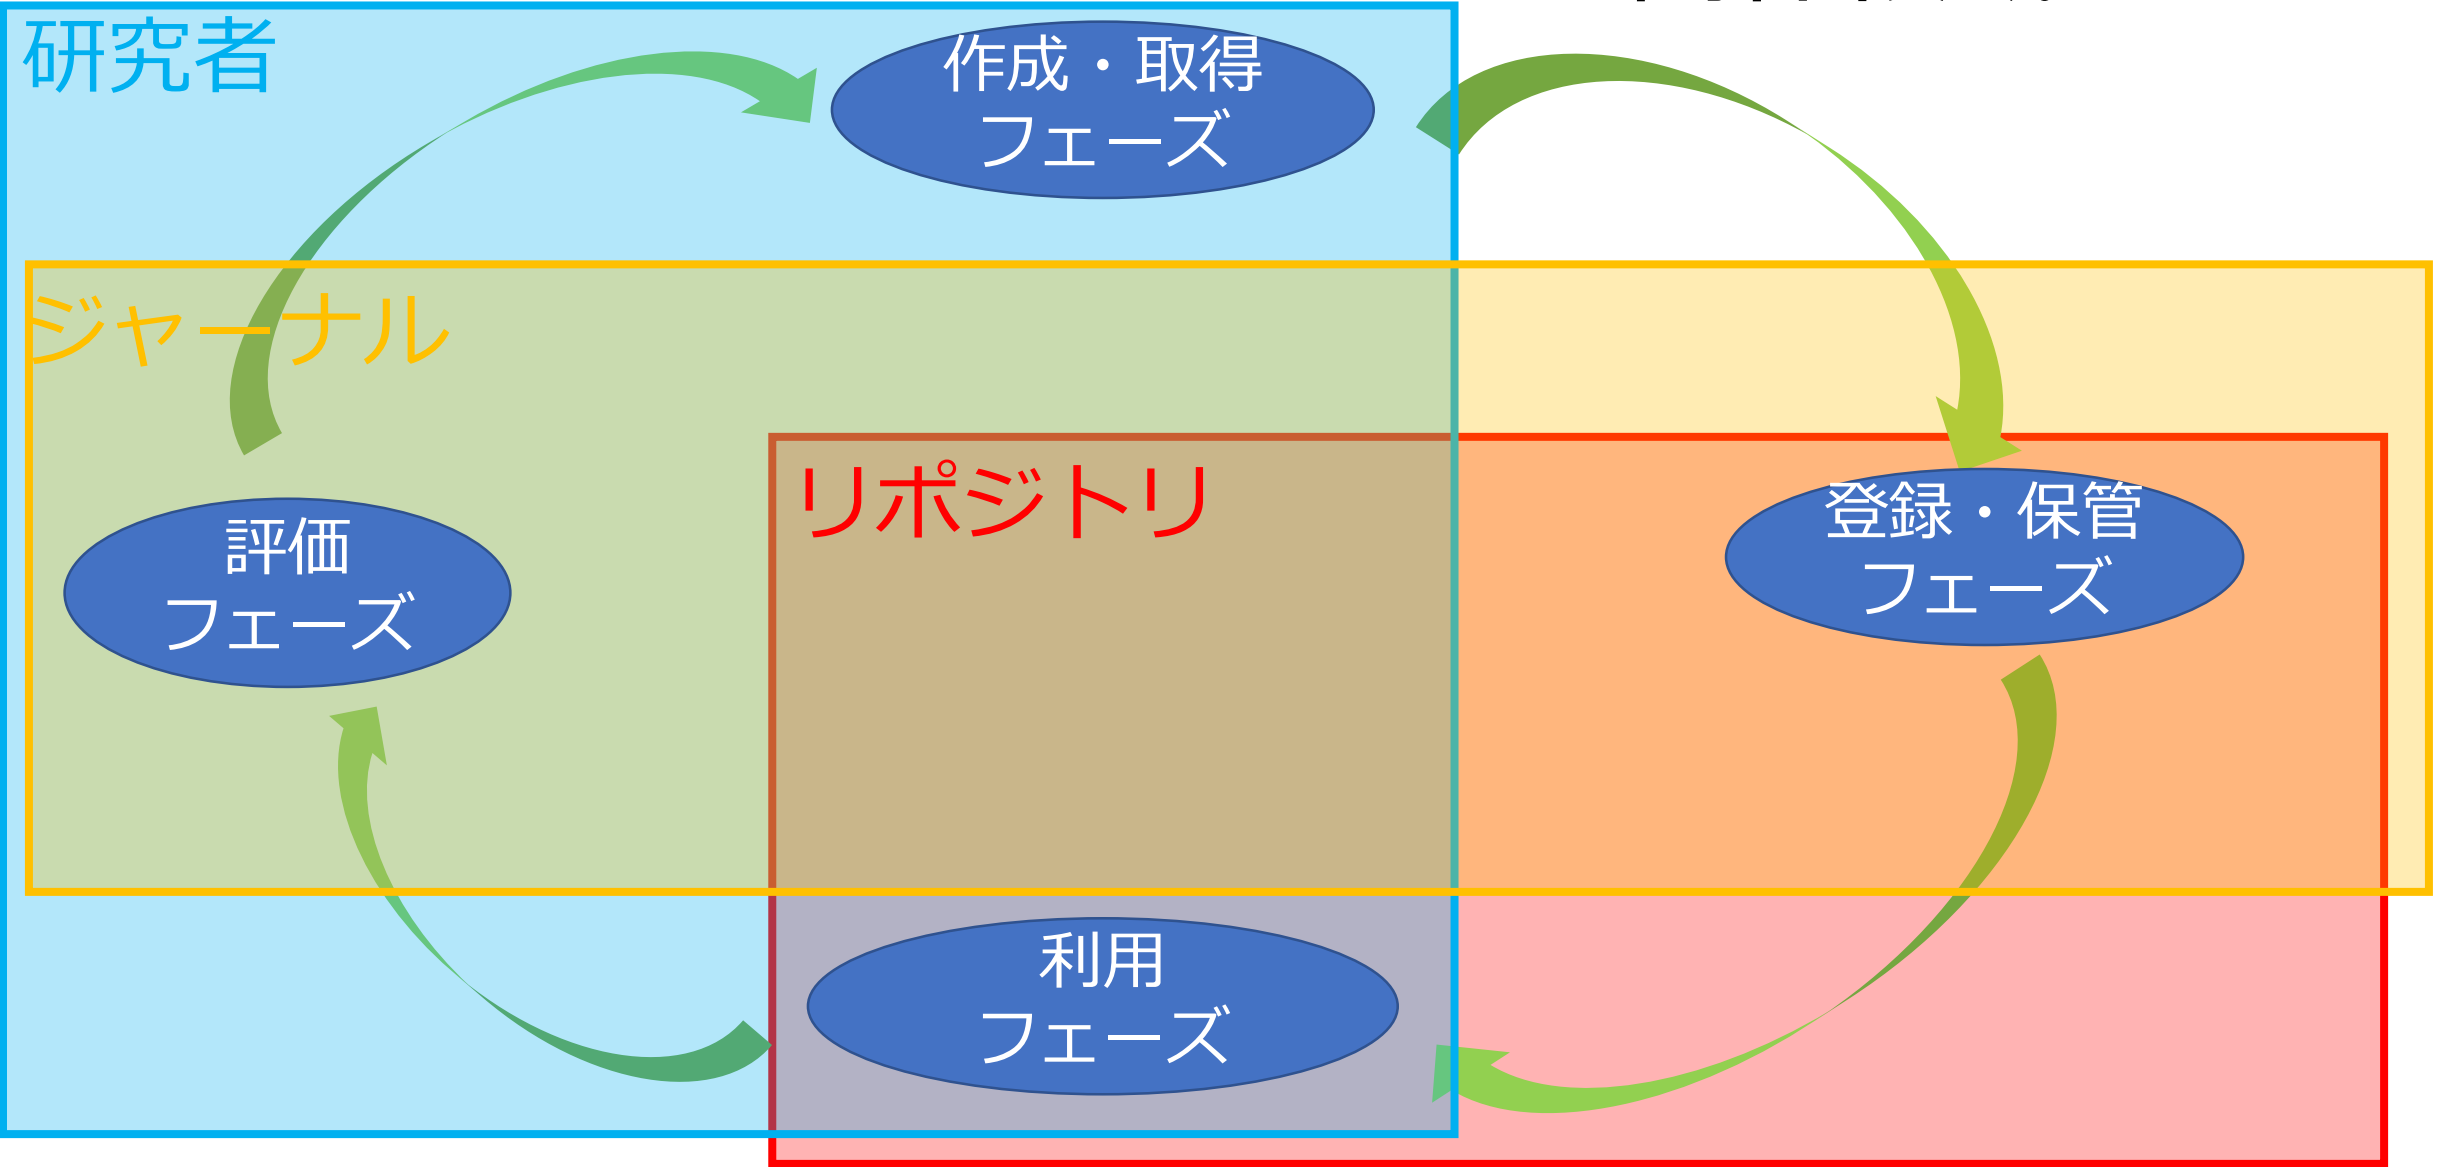 研究者
作成・取得
フェーズ
ジャーナル
リポジトリ
登録・保管
フェーズ
評価
フェーズ
利用
フェーズ